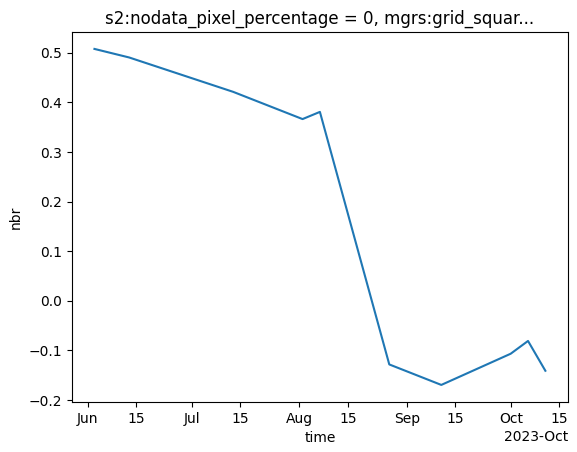 s2:nodata_pixel_percentage = 0, mgrs:grid_squar...
0.5
0.4
0.3
0.2
0.1
0.0
−0.1
−0.2
nbr
Jun 15 Jul 15 Aug 15 Sep 15 Oct 15
time
2023-Oct